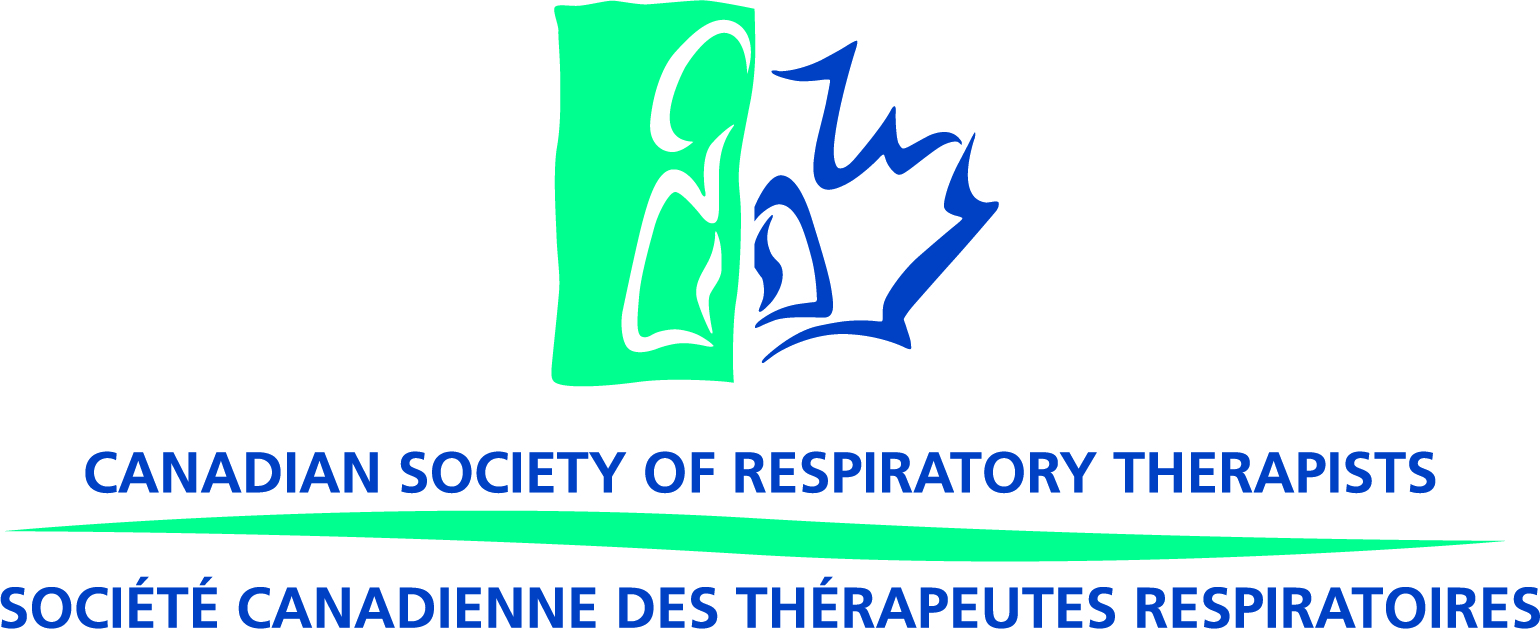 CANADIAN SOCIETY OF RESPIRATORY THERAPISTS
SOCIÉTÉ CANADIENNE DES THÉRAPEUTES RESPIRATOIRES